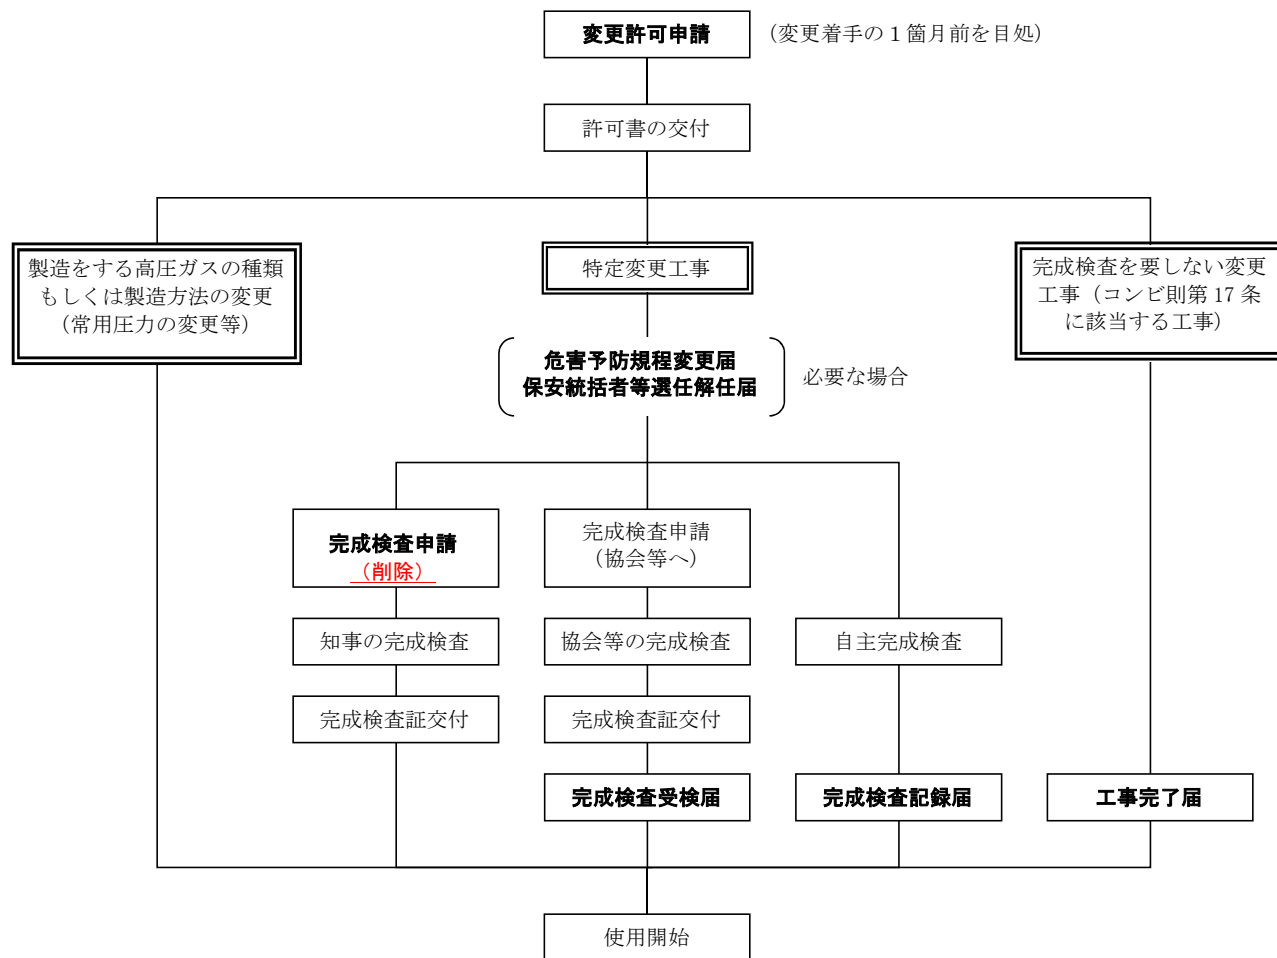 変更許可申請
（変更着手の１箇月前を目処）
許可書の交付
製造をする高圧ガスの種類
もしくは製造方法の変更
（常用圧力の変更等）
特定変更工事
完成検査を要しない変更
工事（コンビ則第 17 条
に該当する工事）
危害予防規程変更届
保安統括者等選任解任届
必要な場合
完成検査申請
（削除）
完成検査申請
（協会等へ）
知事の完成検査
協会等の完成検査
自主完成検査
完成検査証交付
完成検査証交付
完成検査受検届
完成検査記録届
工事完了届
使用開始